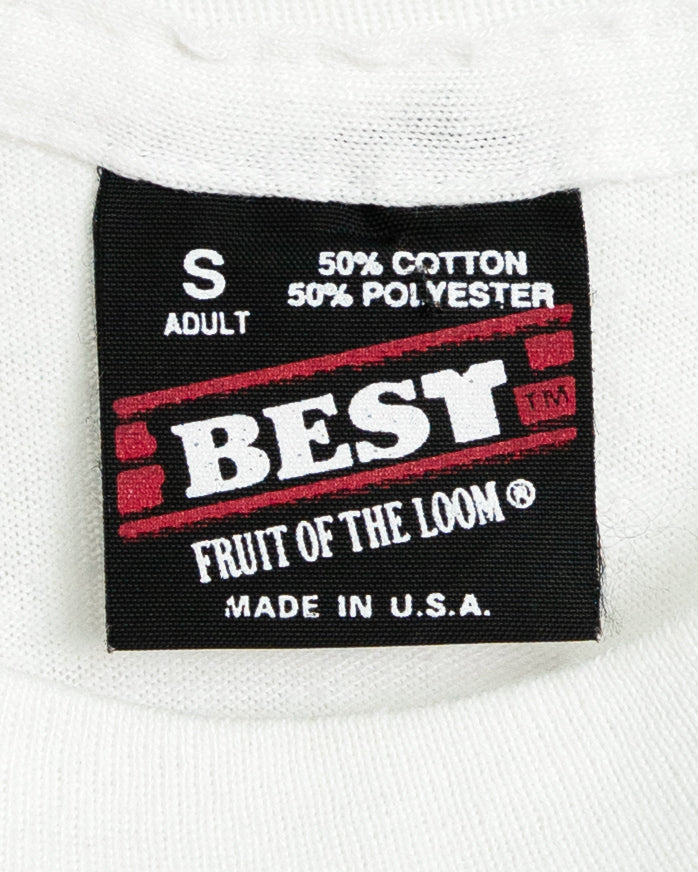 S
ADULT
50% COTTON
50% POLYESTER
BEST
TM
FRUIT OF THE LOOM®
MADE IN U.S.A.